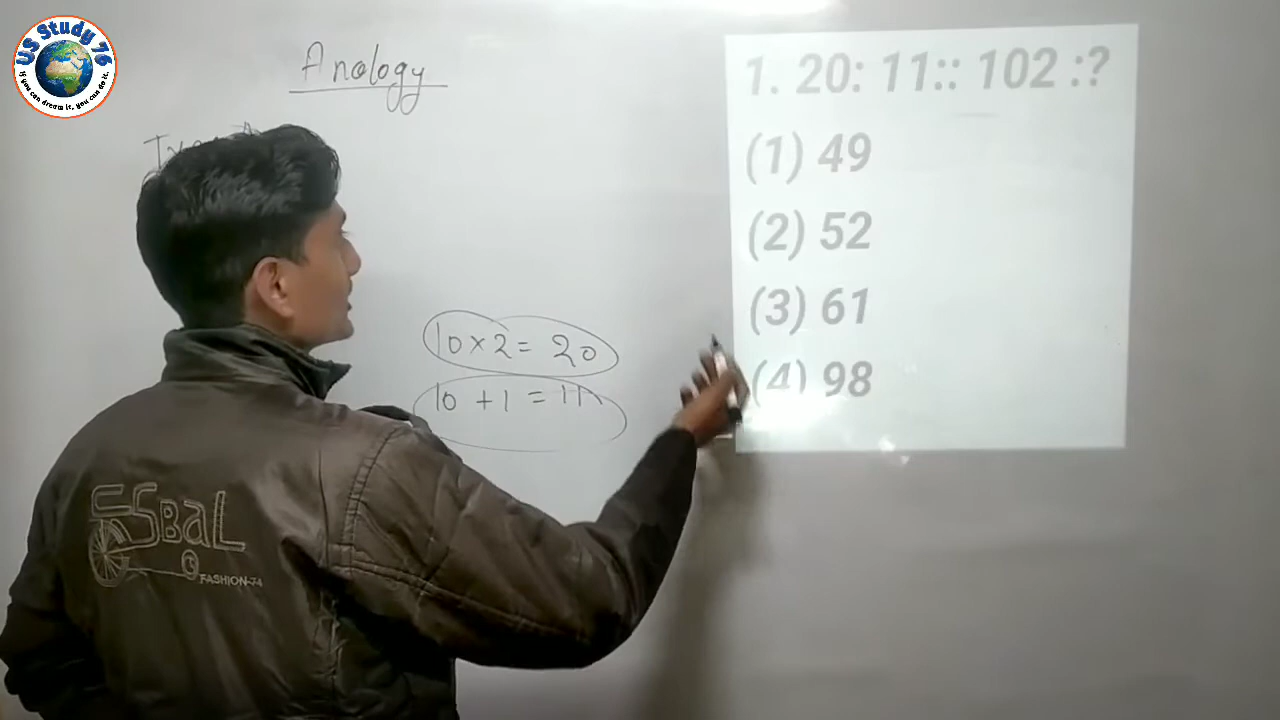 US Study 76
If you can dream it, you can do it.
Anology
1. 20: 11:: 102 :?
(1) 49
(2) 52
(3) 61
(4) 98
10 × 2 = 20
10 + 1 = 11
SBaL
FASHION-74